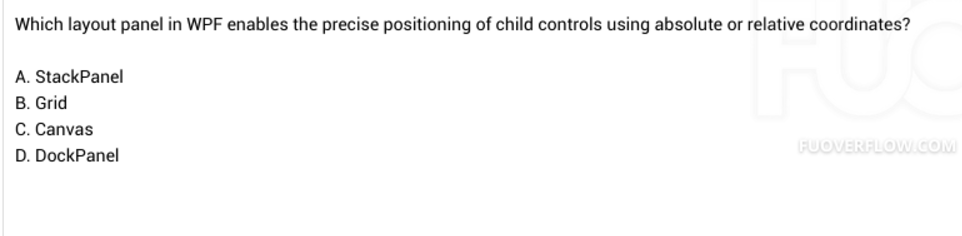 Which layout panel in WPF enables the precise positioning of child controls using absolute or relative coordinates?
A. StackPanel
B. Grid
C. Canvas
D. DockPanel
FUO
FUOVERFLOW.COM